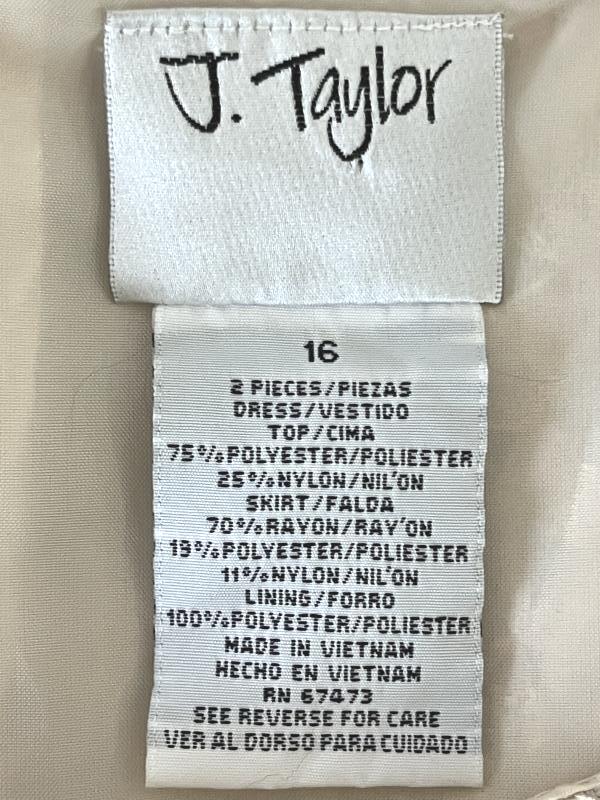 J. Taylor
16
2 PIECES/PIEZAS
DRESS/VESTIDO
TOP/CIMA
75%POLYESTER/POLIESTER
25%NYLON/NIL'ON
SKIRT/FALDA
70%RAYON/RAY'ON
19%POLYESTER/POLIESTER
11%NYLON/NIL'ON
LINING/FORRO
100%POLYESTER/POLIESTER
MADE IN VIETNAM
HECHO EN VIETNAM
RN 67473
SEE REVERSE FOR CARE
VER AL DORSO PARA CUIDADO